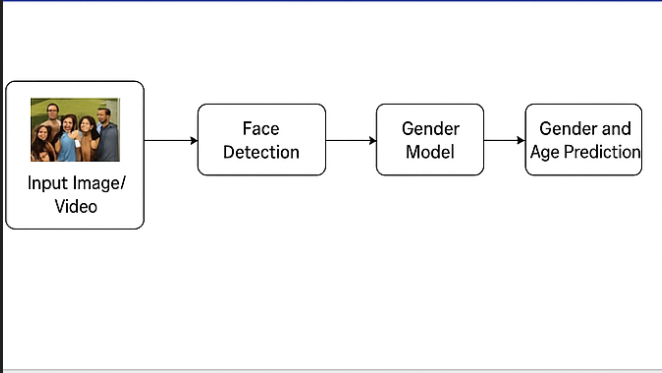 Input Image/
Video
Face
Detection
Gender
Model
Gender and
Age Prediction